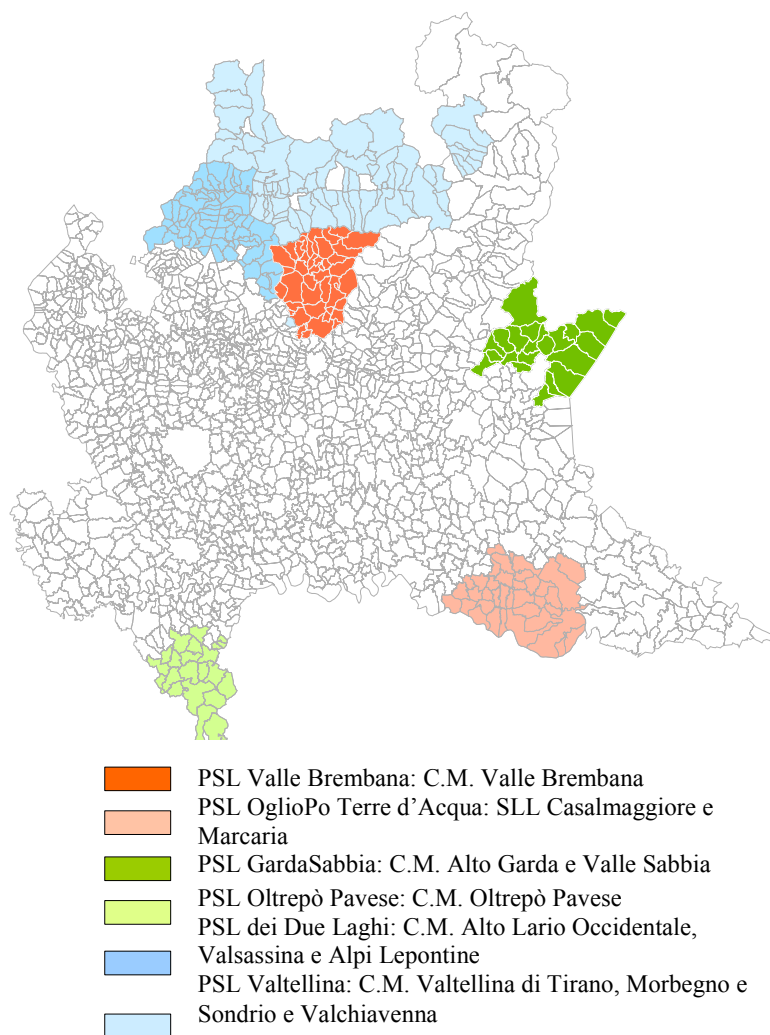 PSL Valle Brembana: C.M. Valle Brembana
PSL OglioPo Terre d’Acqua: SLL Casalmaggiore e
Marcaria
PSL GardaSabbia: C.M. Alto Garda e Valle Sabbia
PSL Oltrepò Pavese: C.M. Oltrepò Pavese
PSL dei Due Laghi: C.M. Alto Lario Occidentale,
Valsassina e Alpi Lepontine
PSL Valtellina: C.M. Valtellina di Tirano, Morbegno e
Sondrio e Valchiavenna